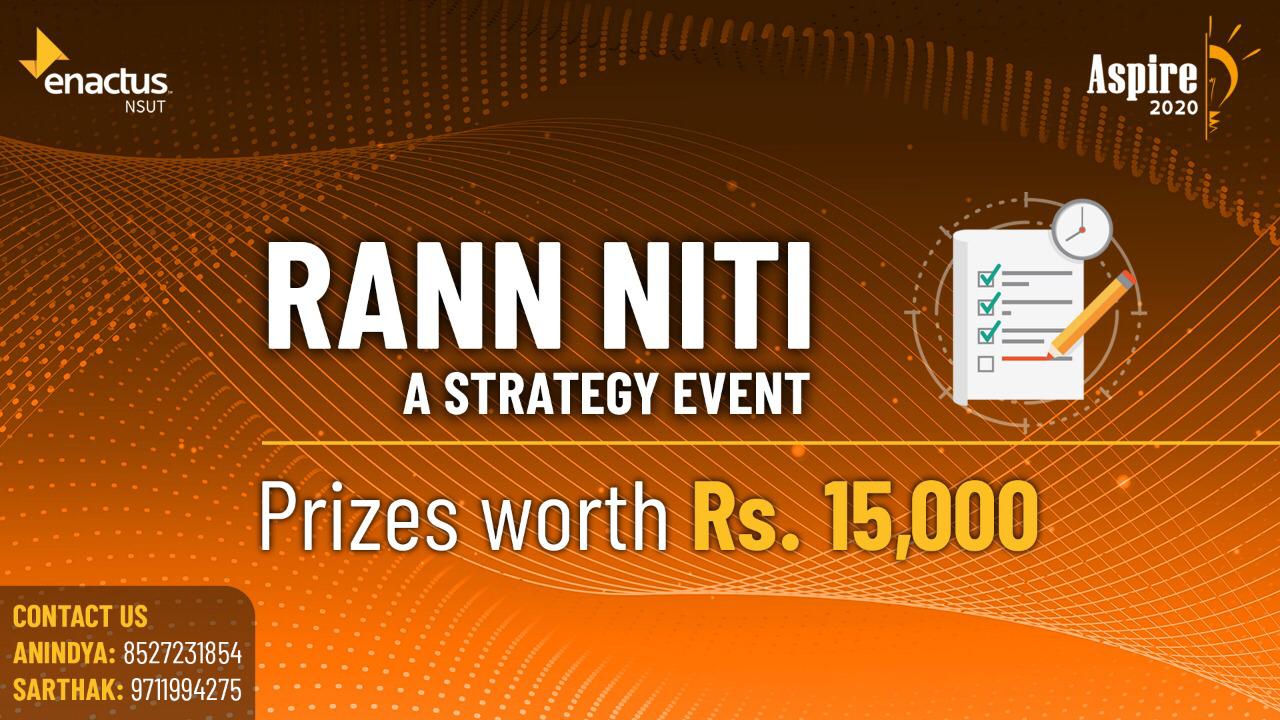 enactus
NSUT
Aspire
2020
RANN NITI
A STRATEGY EVENT
Prizes worth Rs. 15,000
CONTACT US
ANINDYA: 8527231854
SARTHAK: 9711994275